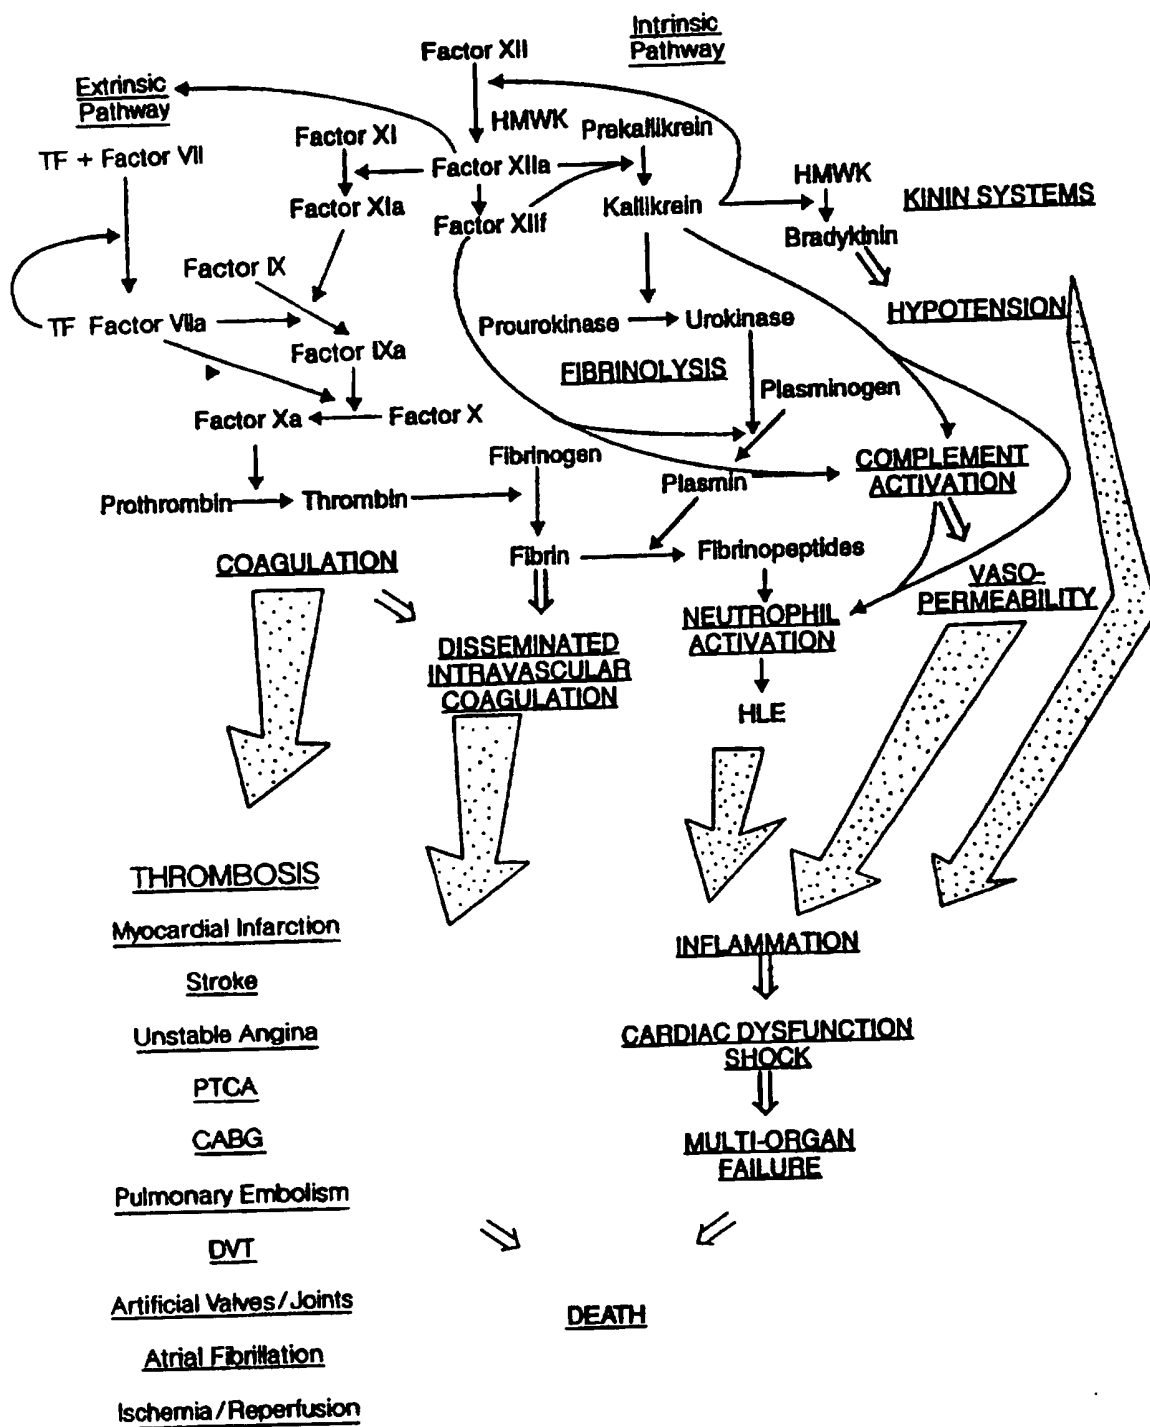 Intrinsic
Pathway
Factor XII
Extrinsic
Pathway
HMWK
Prekallikrein
Factor XI
TF + Factor VII
Factor XIIa
HMWK
KININ SYSTEMS
Factor XIa
Factor XIIf
Kallikrein
Bradykinin
Factor IX
HYPOTENSION
TF Factor VIIa
Prourokinase
Urokinase
Factor IXa
FIBRINOLYSIS
Plasminogen
Factor Xa
Factor X
Fibrinogen
COMPLEMENT
ACTIVATION
Plasmin
Prothrombin
Thrombin
Fibrin
Fibrinopeptides
COAGULATION
VASO-
PERMEABILITY
NEUTROPHIL
ACTIVATION
DISSEMINATED
INTRAVASCULAR
COAGULATION
HLE
THROMBOSIS
Myocardial Infarction
INFLAMMATION
Stroke
Unstable Angina
CARDIAC DYSFUNCTION
SHOCK
PTCA
CABG
MULTI-ORGAN
FAILURE
Pulmonary Embolism
DVT
Artificial Valves/Joints
DEATH
Atrial Fibrillation
Ischemia/Reperfusion